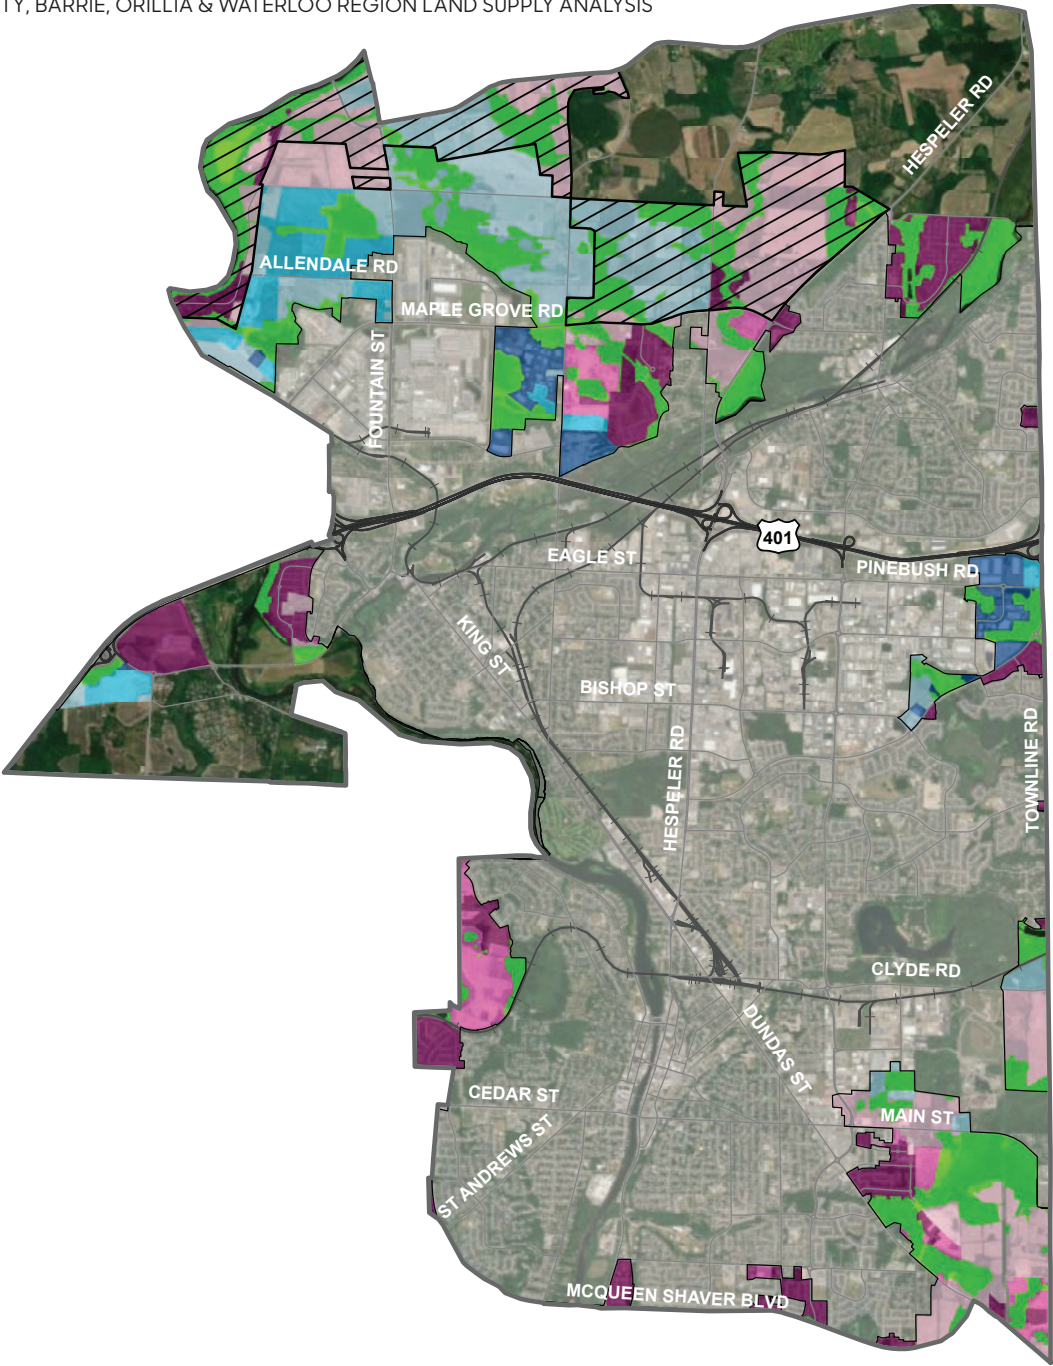 TY, BARRIE, ORILLIA & WATERLOO REGION LAND SUPPLY ANALYSIS
HESPELER RD
ALLENDALE RD
MAPLE GROVE RD
FOUNTAIN ST
401
EAGLE ST
PINEBUSH RD
KING ST
BISHOP ST
HESPELER RD
TOWNLINE RD
CLYDE RD
DUNDAS ST
CEDAR ST
MAIN ST
ST ANDREWS ST
MCQUEEN SHAVER BLVD